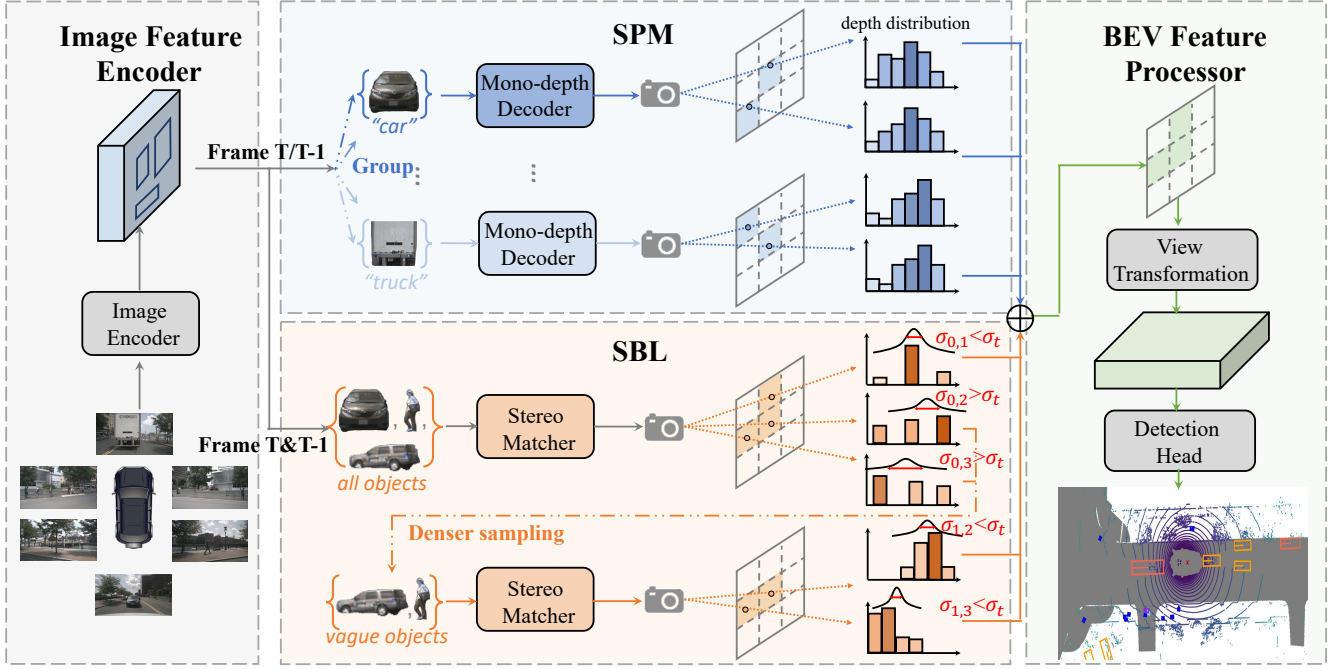 Image Feature
Encoder
Frame T/T-1
Image
Encoder
Frame T&T-1
SPM
depth distribution
"car"
Mono-depth
Decoder
Group
...
...
"truck"
Mono-depth
Decoder
SBL
all objects
Stereo
Matcher
σ0,1<σt
σ0,2>σt
σ0,3>σt
Denser sampling
vague objects
Stereo
Matcher
σ1,2<σt
σ1,3<σt
BEV Feature
Processor
View
Transformation
Detection
Head